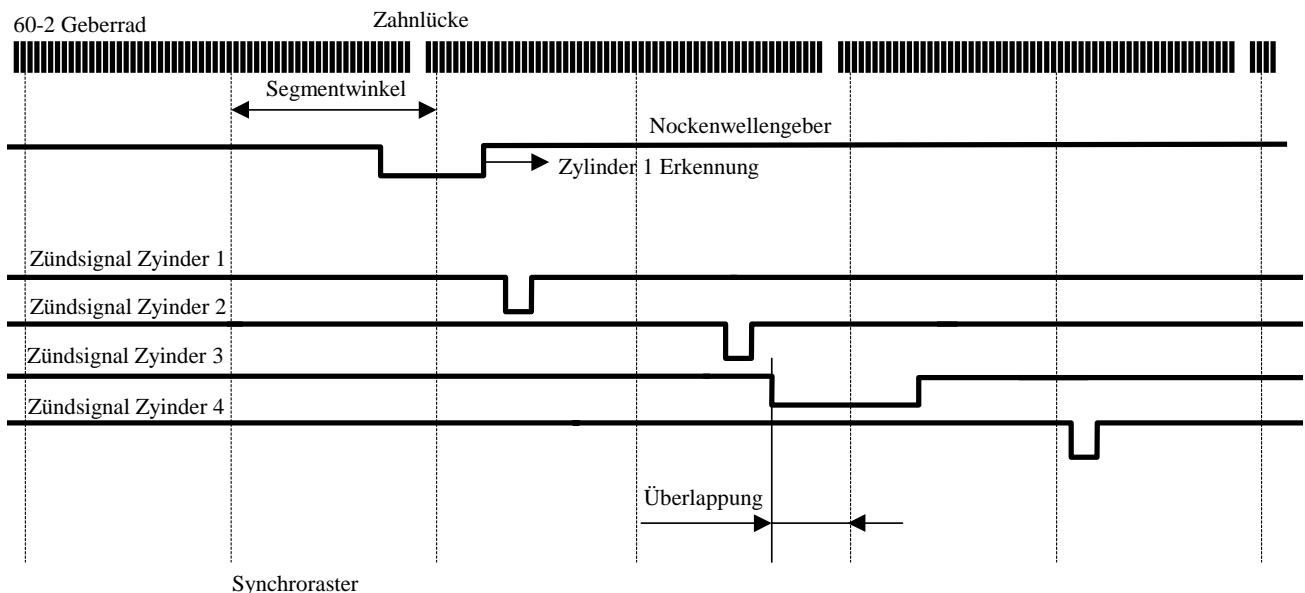 60-2 Geberrad
Zahnlücke
Segmentwinkel
Nockenwellengeber
Zylinder 1 Erkennung
Zündsignal Zyinder 1
Zündsignal Zyinder 2
Zündsignal Zyinder 3
Zündsignal Zyinder 4
Überlappung
Synchroraster